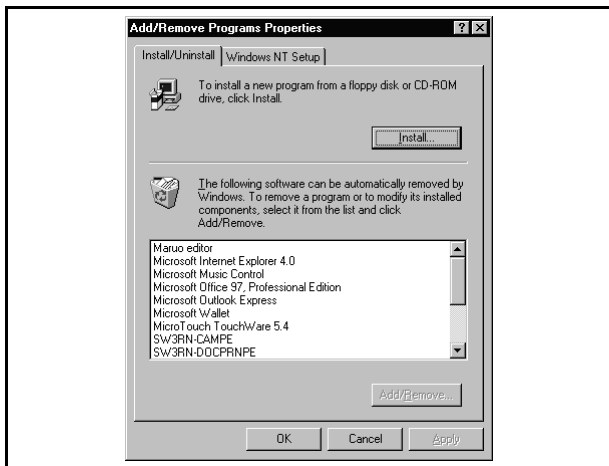 Add/Remove Programs Properties
Install/Uninstall
Windows NT Setup
To install a new program from a floppy disk or CD-ROM
drive, click Install.
Install...
The following software can be automatically removed by
Windows. To remove a program or to modify its installed
components, select it from the list and click
Add/Remove.
Maruo editor
Microsoft Internet Explorer 4.0
Microsoft Music Control
Microsoft Office 97, Professional Edition
Microsoft Outlook Express
Microsoft Wallet
MicroTouch TouchWare 5.4
SW3RN-CAMPE
SW3RN-DOCPRNPE
Add/Remove...
OK
Cancel
Apply